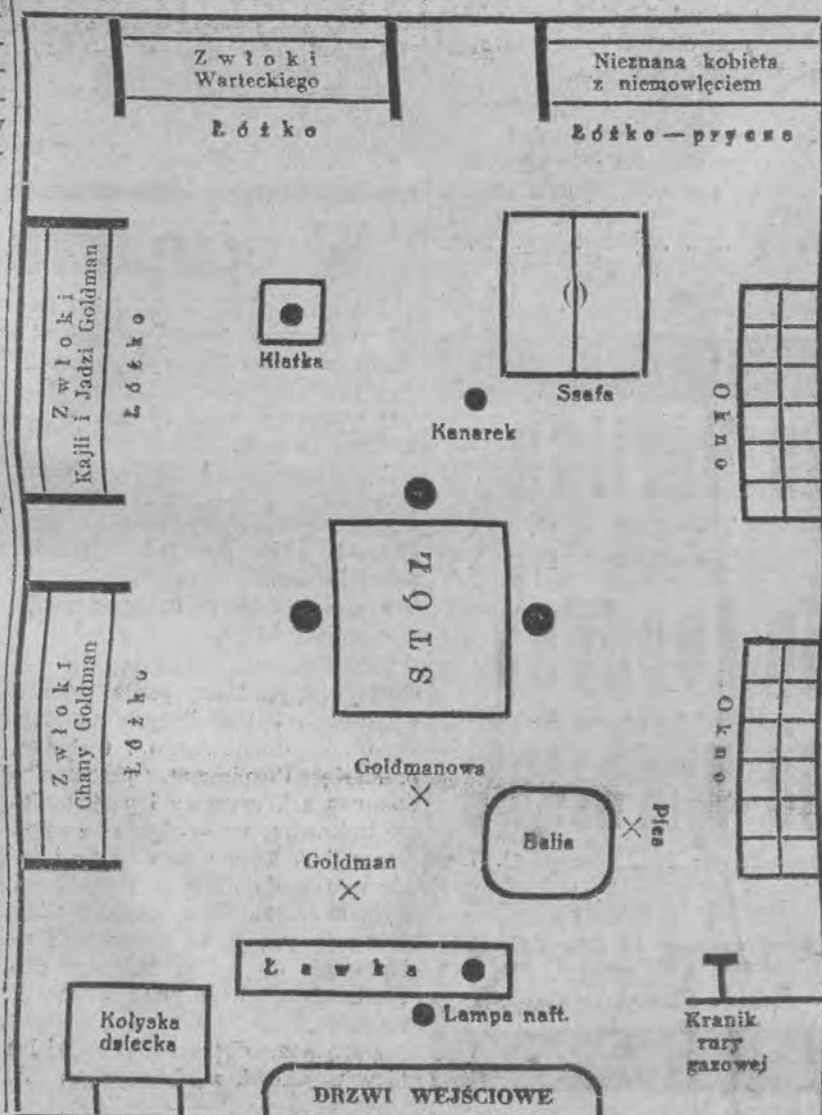 Zwłoki
Warteckiego
Łóżko
Nieznana kobieta
z niemowlęciem
Łóżko — prycza
Zwłoki
Kajli i Jadzi Goldman
Łóżko
Klatka
Szafa
Kanarek
Okno
STÓŁ
Zwłoki
Chany Goldman
Łóżko
Okno
Goldmanowa
Balia
Pies
Goldman
Ławka
Lampa naft.
Kołyska
dziecka
Kranik
rury
gazowej
DRZWI WEJŚCIOWE